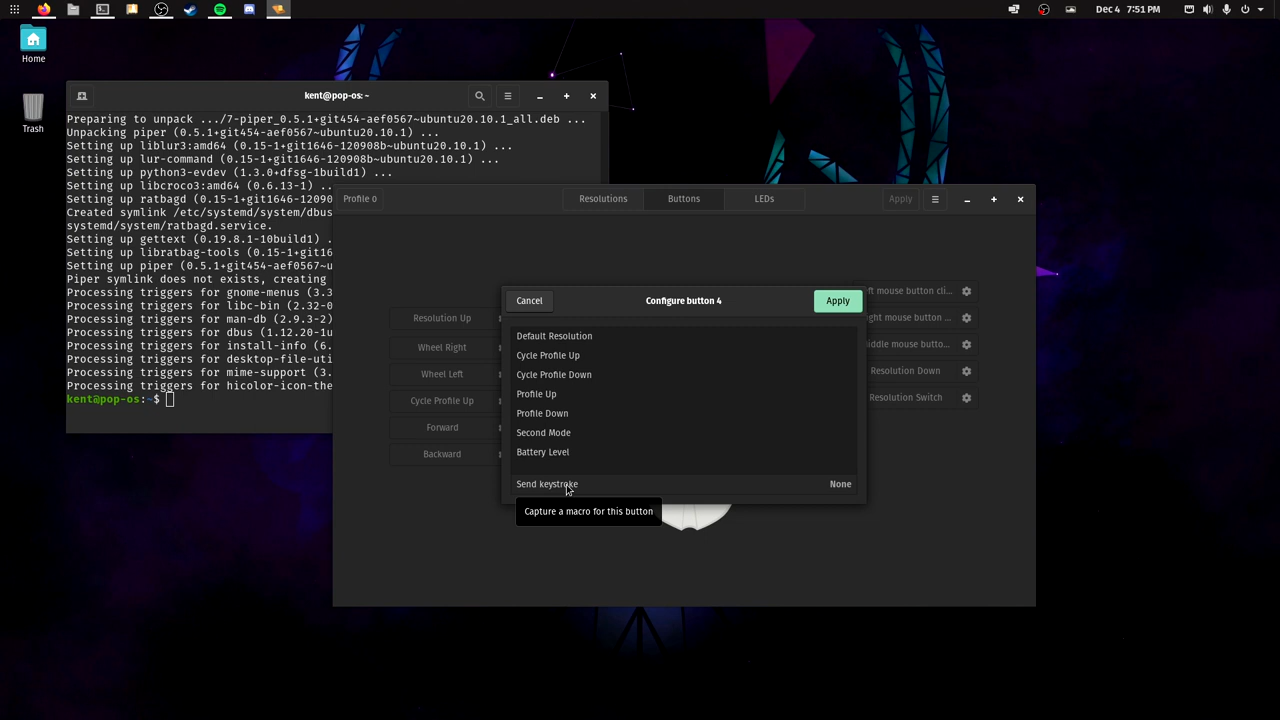 Dec 4 7:51 PM
Home
Trash
kent@pop-os: ~
Preparing to unpack .../7-piper_0.5.1+git454-aef0567~ubuntu20.10.1_all.deb ...
Unpacking piper (0.5.1+git454-aef0567~ubuntu20.10.1) ...
Setting up liblur3:amd64 (0.15-1+git1646-120908b~ubuntu20.10.1) ...
Setting up lur-command (0.15-1+git1646-120908b~ubuntu20.10.1) ...
Setting up python3-evdev (1.3.0+dfsg-1build1) ...
Setting up libcroco3:amd64 (0.6.13-1) ..
Setting up ratbagd (0.15-1+git1646-1209
Created symlink /etc/systemd/system/dbus
systemd/system/ratbagd.service.
Setting up gettext (0.19.8.1-10build1) .
Setting up libratbag-tools (0.15-1+git16
Setting up piper (0.5.1+git454-aef0567~u
Piper symlink does not exists, creating
Processing triggers for gnome-menus (3.3
Processing triggers for libc-bin (2.32-0
Processing triggers for man-db (2.9.3-2)
Processing triggers for dbus (1.12.20-1u
Processing triggers for install-info (6.
Processing triggers for desktop-file-uti
Processing triggers for mime-support (3.
Processing triggers for hicolor-icon-the
kent@pop-os:~$
Profile 0
Resolutions
Buttons
LEDs
Apply
Resolution Up
Wheel Right
Wheel Left
Cycle Profile Up
Forward
Backward
ft mouse button cli...
ght mouse button ...
iddle mouse butto...
Resolution Down
Resolution Switch
Cancel
Configure button 4
Apply
Default Resolution
Cycle Profile Up
Cycle Profile Down
Profile Up
Profile Down
Second Mode
Battery Level
Send keystroke None
Capture a macro for this button